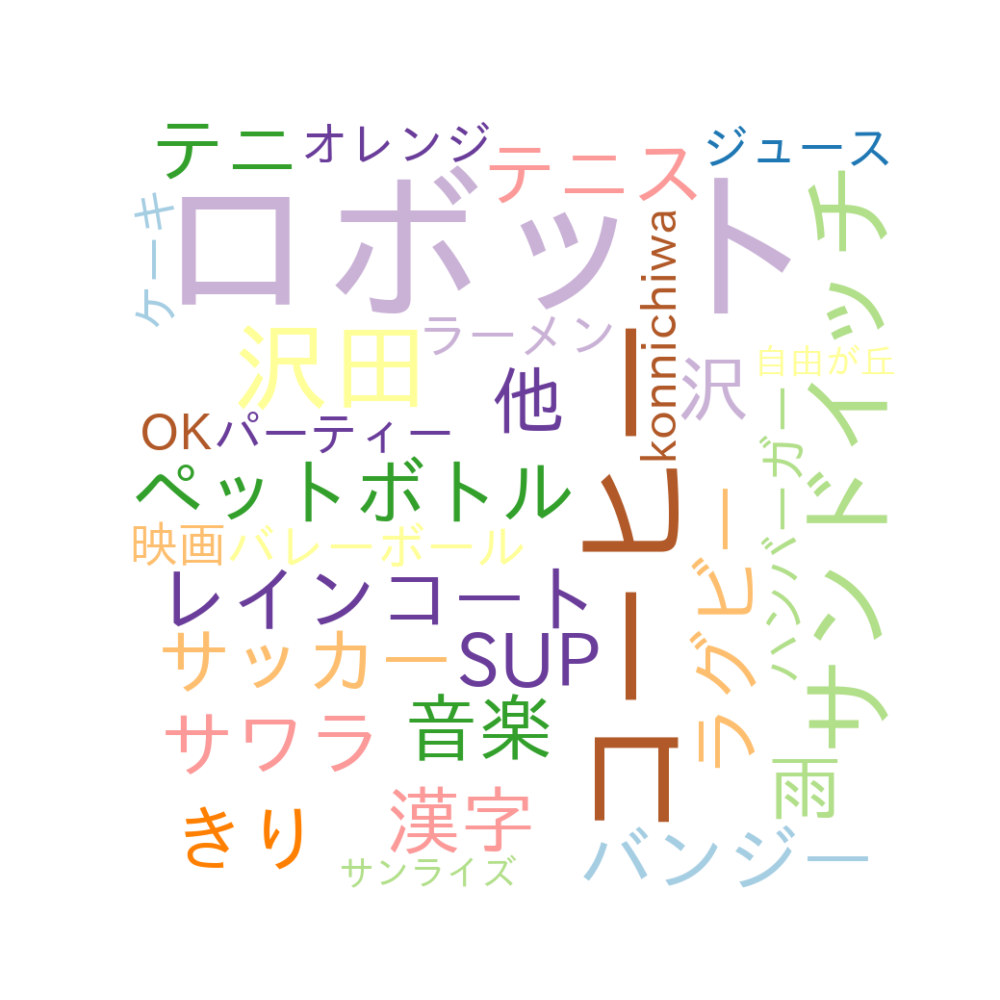 テニ
オレンジ
テニス
ジュース
ケーキ
ロボット
サンドイッチ
konnichiwa
沢田
ラーメン
コーヒー
沢
自由が丘
他
OK
パーティー
ハンバーガー
ペットボトル
ラグビー
映画
バレーボール
レインコート
サッカー
SUP
サワラ
音楽
雨
きり
漢字
バンジー
サンライズ